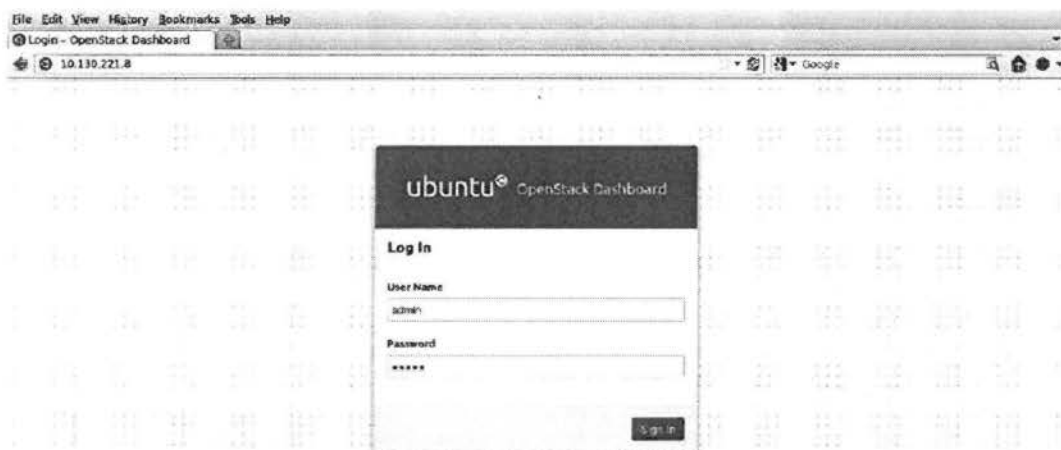 File Edit View History Bookmarks Tools Help
Login - OpenStack Dashboard
10.130.221.8
Google
ubuntu OpenStack Dashboard
Log In
User Name
admin
Password
*****
Sign In